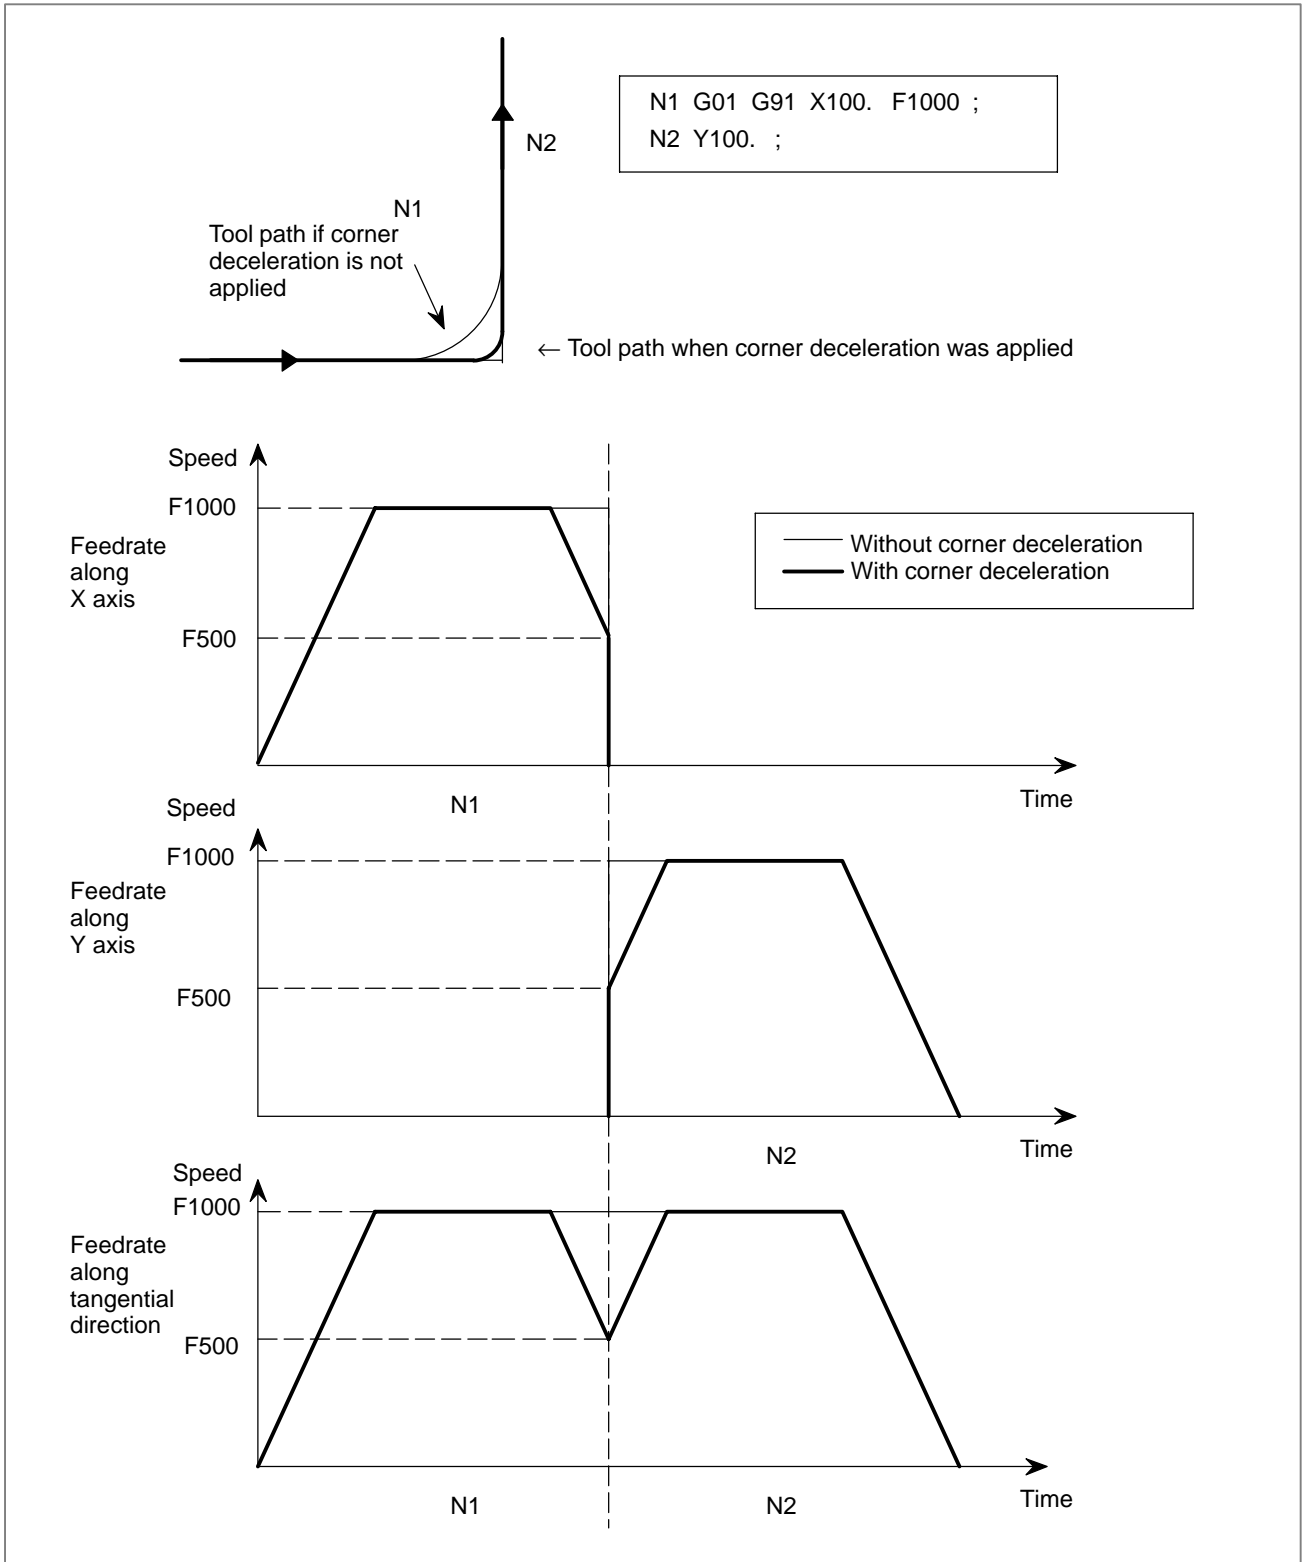 N1 G01 G91 X100. F1000 ;
N2 Y100. ;
N2
N1
Tool path if corner
deceleration is not
applied
← Tool path when corner deceleration was applied
Speed
F1000
Feedrate
along
X axis
F500
Without corner deceleration
With corner deceleration
N1
Time
Speed
F1000
Feedrate
along
Y axis
F500
N2
Time
Speed
F1000
Feedrate
along
tangential
direction
F500
N1
N2
Time